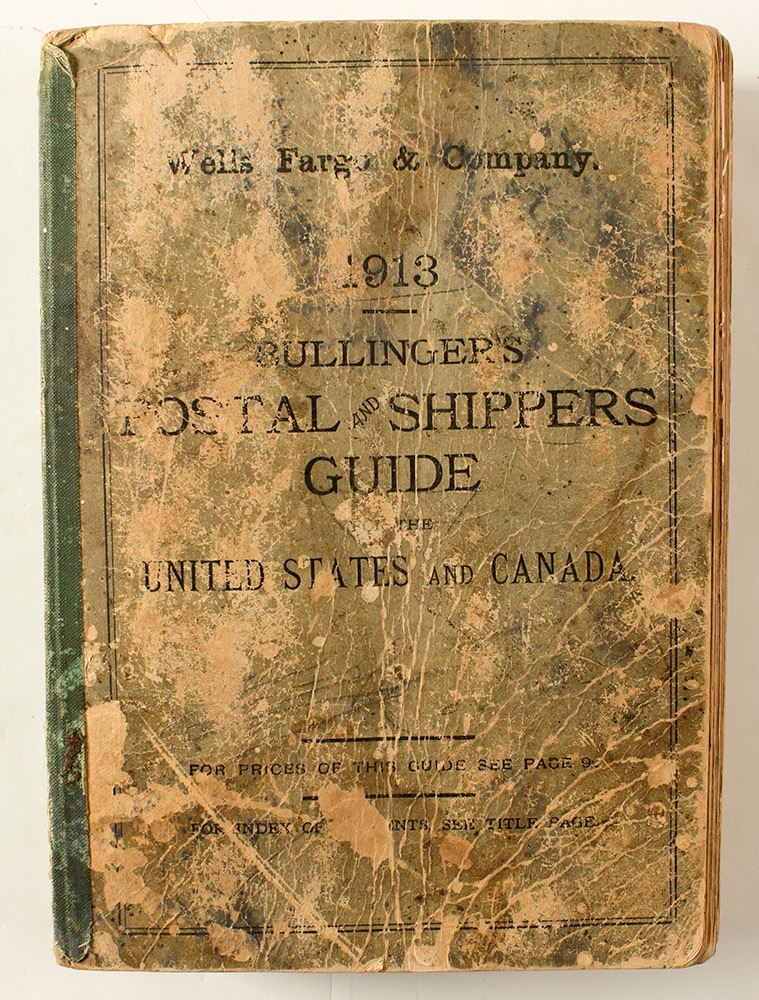 Wells Fargo & Company.
1913
BULLINGER'S
POSTAL AND SHIPPERS
GUIDE
FOR THE
UNITED STATES AND CANADA.
FOR PRICES OF THIS GUIDE SEE PAGE 9.
FOR INDEX OF SEE TITLE PAGE.